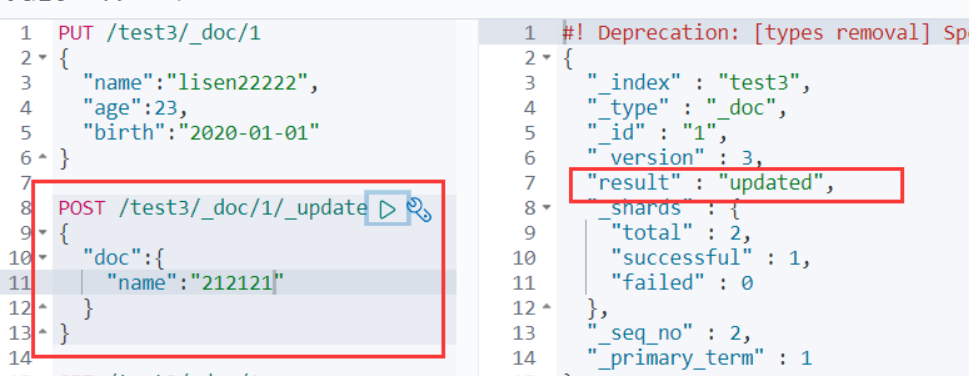 1 PUT /test3/_doc/1
2 {
3 "name":"lisen22222",
4 "age":23,
5 "birth":"2020-01-01"
6 }
7
8 POST /test3/_doc/1/_update
9 {
10 "doc":{
11 "name":"212121"
12 }
13 }
14
1 #! Deprecation: [types removal] Spe
2 {
3 "_index" : "test3",
4 "_type" : "_doc",
5 "_id" : "1",
6 "_version" : 3,
7 "result" : "updated",
8 "_shards" : {
9 "total" : 2,
10 "successful" : 1,
11 "failed" : 0
12 },
13 "_seq_no" : 2,
14 "_primary_term" : 1